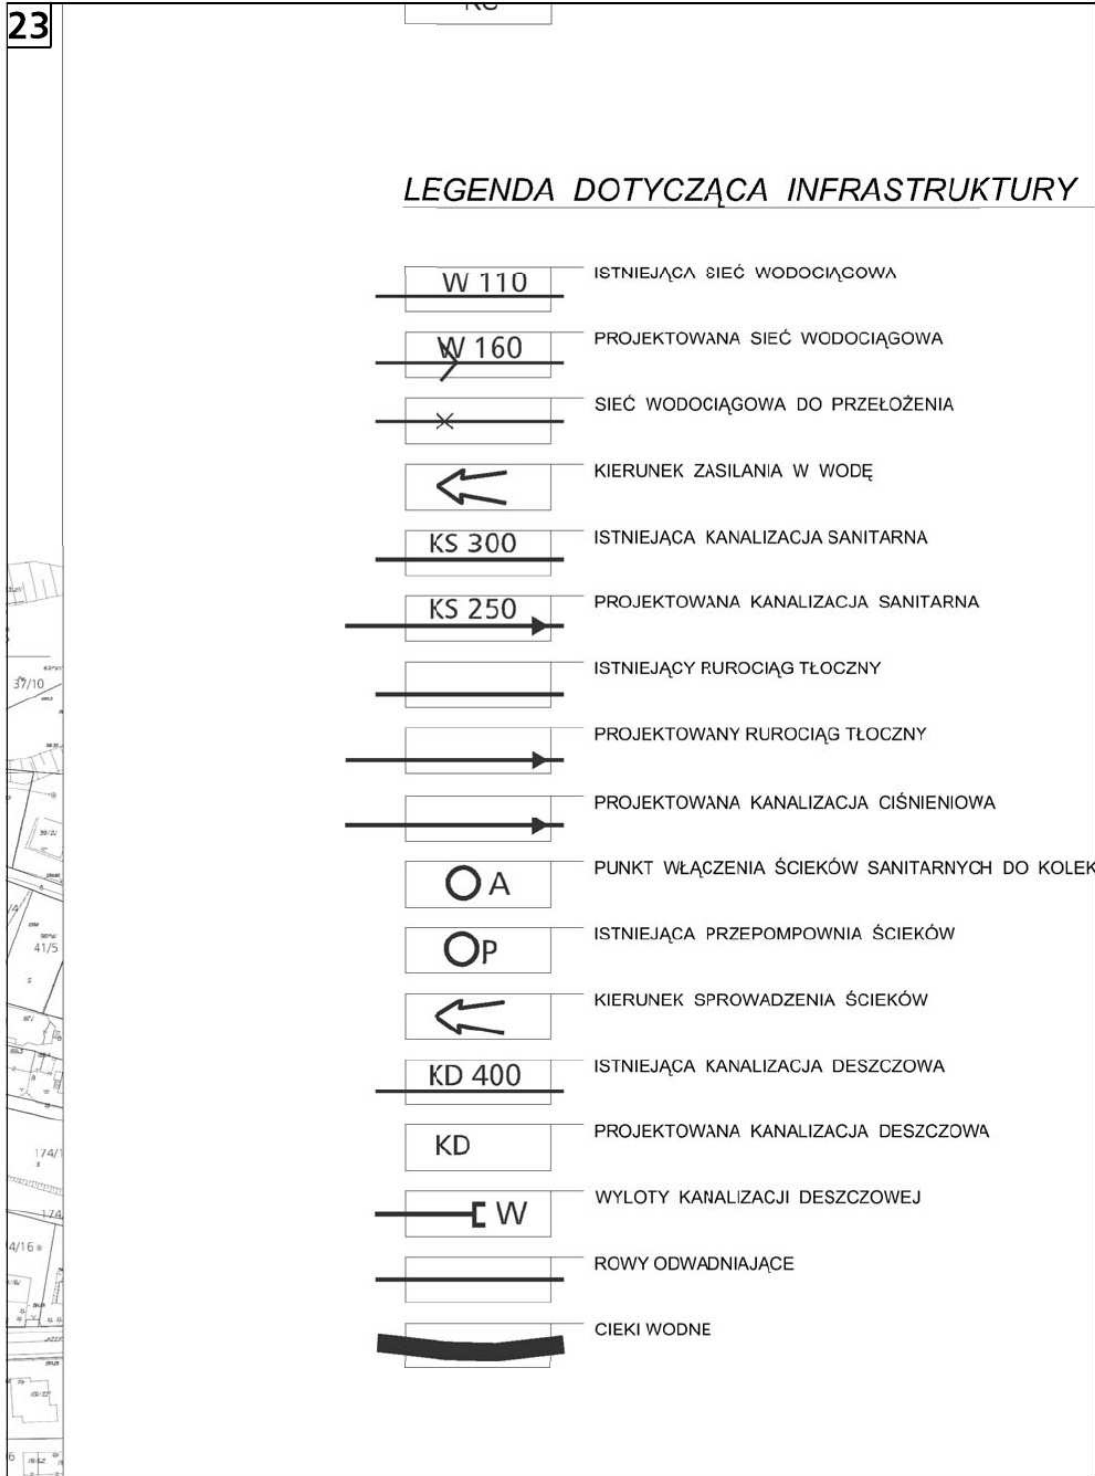 23
LEGENDA DOTYCZĄCA INFRASTRUKTURY
W 110 ISTNIEJĄCA SIEĆ WODOCIĄGOWA
W 160 PROJEKTOWANA SIEĆ WODOCIĄGOWA
SIEĆ WODOCIĄGOWA DO PRZEŁOŻENIA
KIERUNEK ZASILANIA W WODĘ
KS 300 ISTNIEJĄCA KANALIZACJA SANITARNA
KS 250 PROJEKTOWANA KANALIZACJA SANITARNA
ISTNIEJĄCY RUROCIĄG TŁOCZNY
37/10
PROJEKTOWANY RUROCIĄG TŁOCZNY
PROJEKTOWANA KANALIZACJA CIŚNIENIOWA
A PUNKT WŁĄCZENIA ŚCIEKÓW SANITARNYCH DO KOLEK
P ISTNIEJĄCA PRZEPOMPOWNIA ŚCIEKÓW
41/5
KIERUNEK SPROWADZENIA ŚCIEKÓW
KD 400 ISTNIEJĄCA KANALIZACJA DESZCZOWA
KD PROJEKTOWANA KANALIZACJA DESZCZOWA
174/1
W WYLOTY KANALIZACJI DESZCZOWEJ
174
4/16
ROWY ODWADNIAJĄCE
CIEKI WODNE